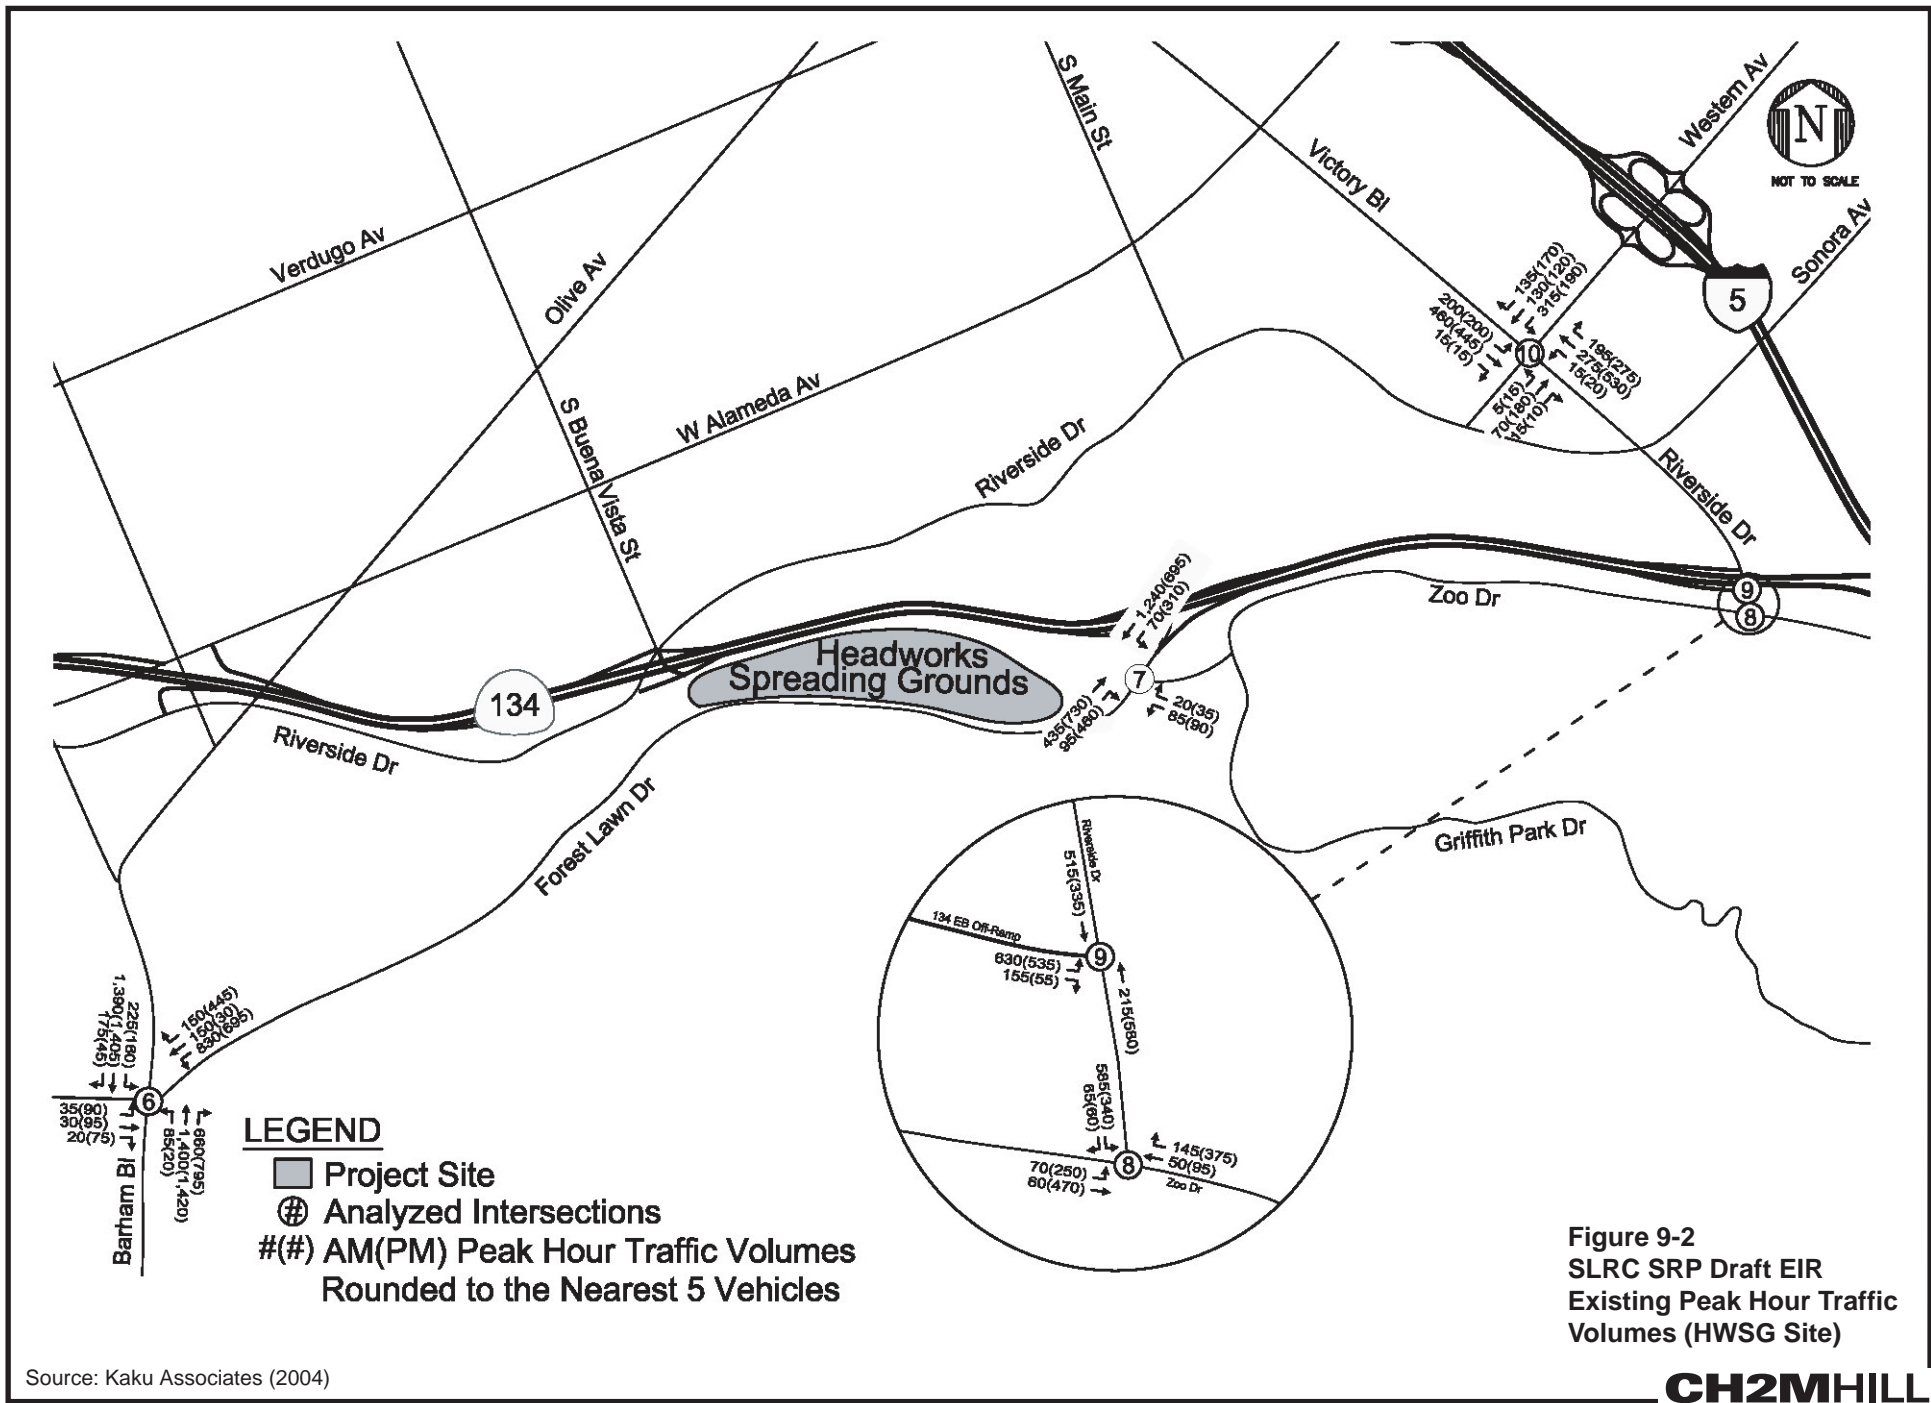 S Main St
Western Av
N
NOT TO SCALE
Victory Bl
Verdugo Av
Olive Av
Sonora Av
5
135(170)
130(120)
315(190)
200(200)
460(445)
15(15)
10
195(275)
275(530)
15(20)
5(15)
70(180)
15(10)
W Alameda Av
S Buena Vista St
Riverside Dr
Riverside Dr
1,240(695)
70(310)
Zoo Dr
9
8
Headworks
Spreading Grounds
7
134
435(730)
95(460)
20(35)
85(90)
Riverside Dr
Forest Lawn Dr
Griffith Park Dr
Riverside Dr
515(335)
134 EB Off-Ramp
9
630(535)
155(55)
215(580)
585(340)
65(60)
8
145(375)
50(95)
70(250)
80(470)
Zoo Dr
225(180)
1,390(1,405)
175(45)
150(445)
150(30)
830(695)
6
35(90)
30(95)
20(75)
660(795)
1,400(1,420)
85(20)
Barham Bl
LEGEND
Project Site
# Analyzed Intersections
#(#) AM(PM) Peak Hour Traffic Volumes
Rounded to the Nearest 5 Vehicles
Figure 9-2
SLRC SRP Draft EIR
Existing Peak Hour Traffic
Volumes (HWSG Site)
Source: Kaku Associates (2004)
CH2MHILL